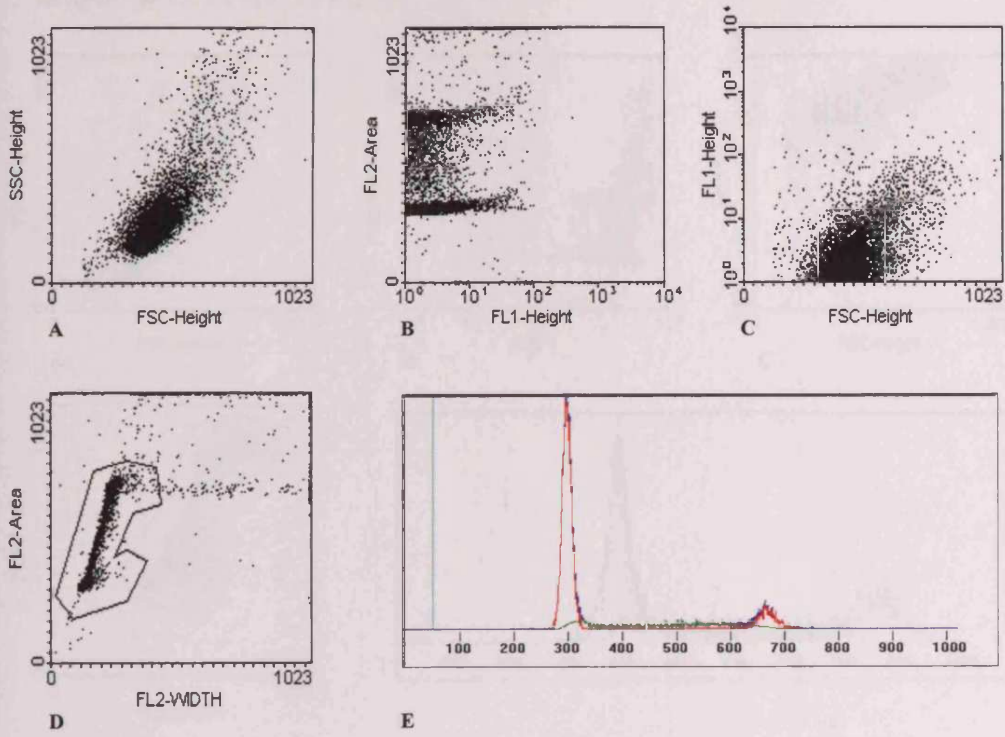 1023
SSC-Height
0
0
1023
FSC-Height
A
1023
FL2-Area
0
10⁰ 10¹ 10² 10³ 10⁴
FL1-Height
B
10⁴
10³
10²
10¹
10⁰
FL1-Height
0
1023
FSC-Height
C
1023
FL2-Area
0
0
1023
FL2-WIDTH
D
100 200 300 400 500 600 700 800 900 1000
E